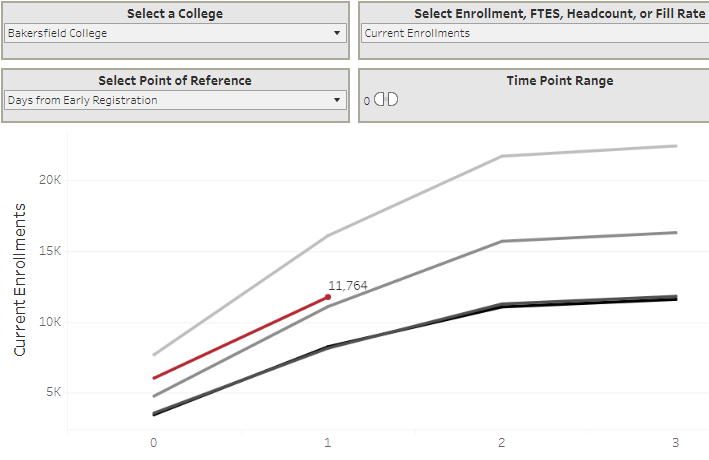 Select a College
Bakersfield College
Select Enrollment, FTES, Headcount, or Fill Rate
Current Enrollments
Select Point of Reference
Days from Early Registration
Time Point Range
0
20K
15K
10K
5K
Current Enrollments
11,764
0 1 2 3